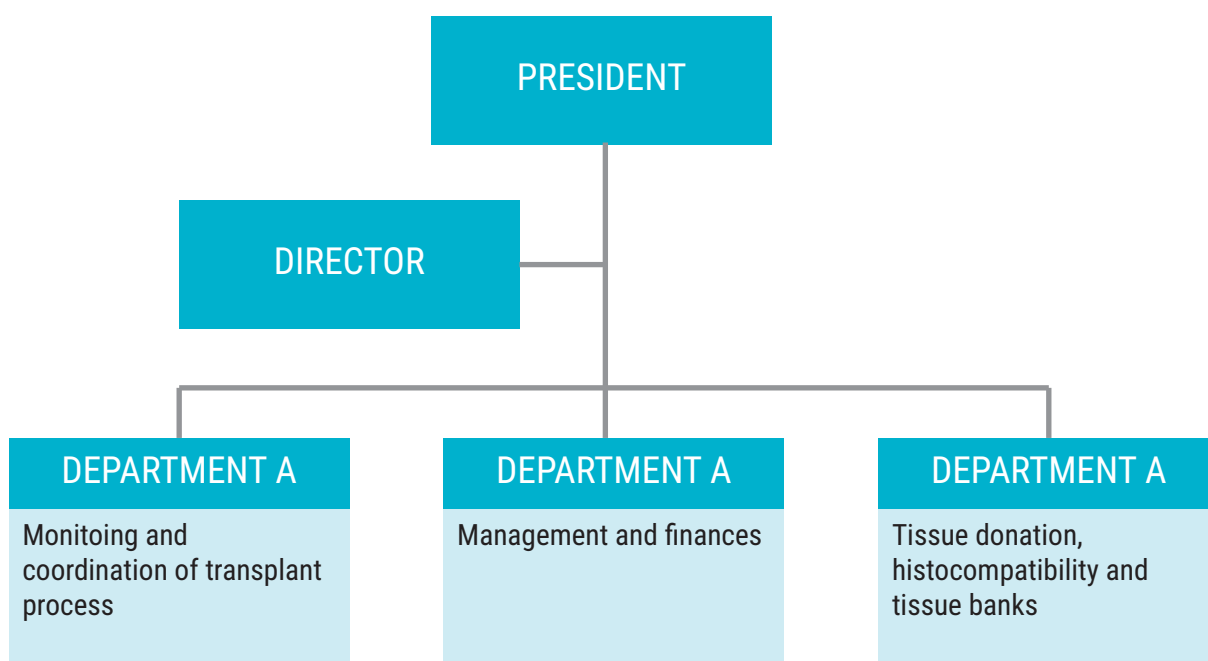 PRESIDENT
DIRECTOR
DEPARTMENT A
Monitoing and
coordination of transplant
process
DEPARTMENT A
Management and finances
DEPARTMENT A
Tissue donation,
histocompatibility and
tissue banks